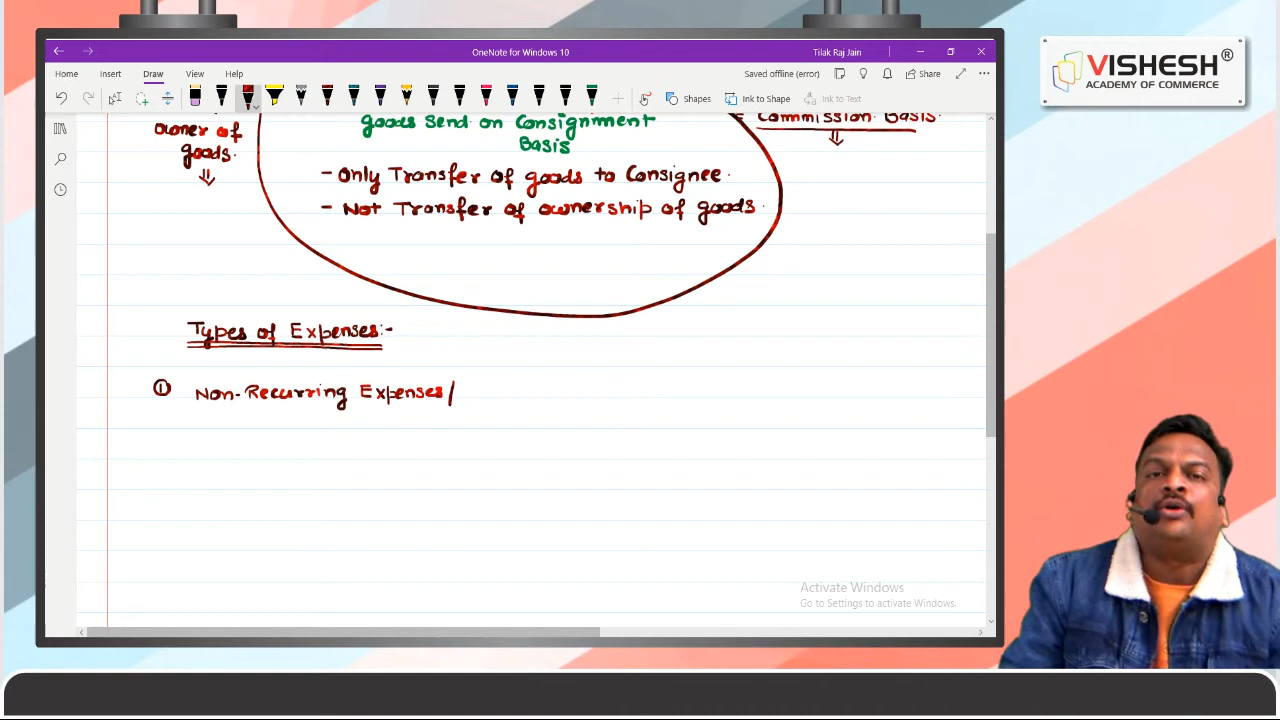 OneNote for Windows 10
Tilak Raj Jain
Home Insert Draw View Help
Saved offline (error)
Share
Shapes
Ink to Shape
Ink to Text
VISHESH®
ACADEMY OF COMMERCE
owner of
goods.
goods Send on Consignment
Basis
- Commission Basis.
- Only Transfer of goods to Consignee.
- Not Transfer of ownership of goods.
Types of Expenses:-
① Non-Recurring Expenses/
Activate Windows
Go to Settings to activate Windows.